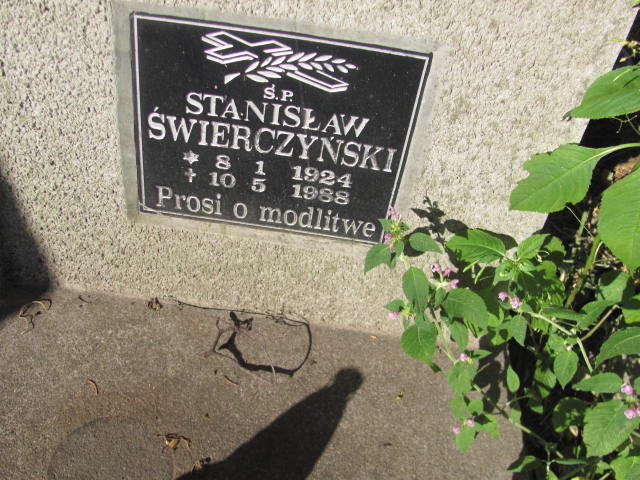 Ś.P.
STANISŁAW
ŚWIERCZYŃSKI
* 8 1 1924
† 10 5 1988
Prosi o modlitwę